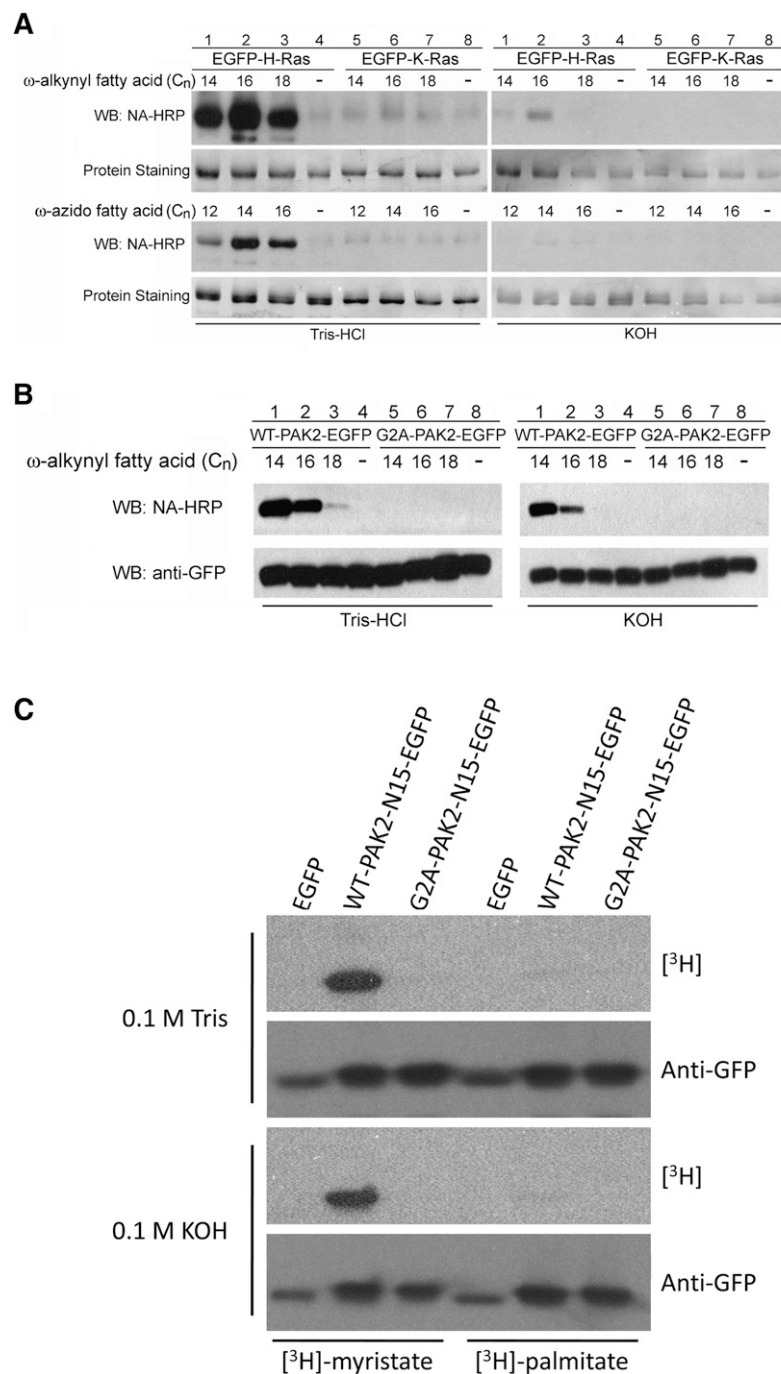 A
1 2 3 4 5 6 7 8 1 2 3 4 5 6 7 8
EGFP-H-Ras EGFP-K-Ras EGFP-H-Ras EGFP-K-Ras
ω-alkynyl fatty acid (Cn) 14 16 18 - 14 16 18 - 14 16 18 - 14 16 18 -
WB: NA-HRP
Protein Staining
ω-azido fatty acid (Cn) 12 14 16 - 12 14 16 - 12 14 16 - 12 14 16 -
WB: NA-HRP
Protein Staining
Tris-HCl KOH
B
1 2 3 4 5 6 7 8 1 2 3 4 5 6 7 8
WT-PAK2-EGFP G2A-PAK2-EGFP WT-PAK2-EGFP G2A-PAK2-EGFP
ω-alkynyl fatty acid (Cn) 14 16 18 - 14 16 18 - 14 16 18 - 14 16 18 -
WB: NA-HRP
WB: anti-GFP
Tris-HCl KOH
C
EGFP WT-PAK2-N15-EGFP G2A-PAK2-N15-EGFP EGFP WT-PAK2-N15-EGFP G2A-PAK2-N15-EGFP
[³H]
0.1 M Tris
Anti-GFP
[³H]
0.1 M KOH
Anti-GFP
[³H]-myristate [³H]-palmitate